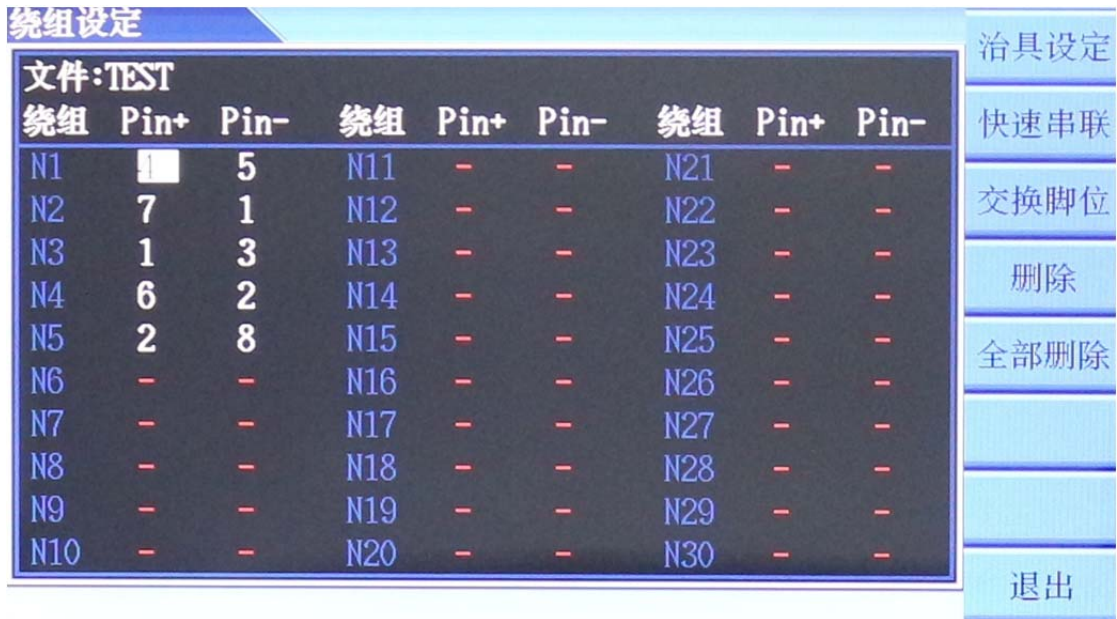 绕组设定
文件:TEST
绕组 Pin+ Pin- 绕组 Pin+ Pin- 绕组 Pin+ Pin-
N1 4 5 N11 - - N21 - -
N2 7 1 N12 - - N22 - -
N3 1 3 N13 - - N23 - -
N4 6 2 N14 - - N24 - -
N5 2 8 N15 - - N25 - -
N6 - - N16 - - N26 - -
N7 - - N17 - - N27 - -
N8 - - N18 - - N28 - -
N9 - - N19 - - N29 - -
N10 - - N20 - - N30 - -
治具设定
快速串联
交换脚位
删除
全部删除
退出